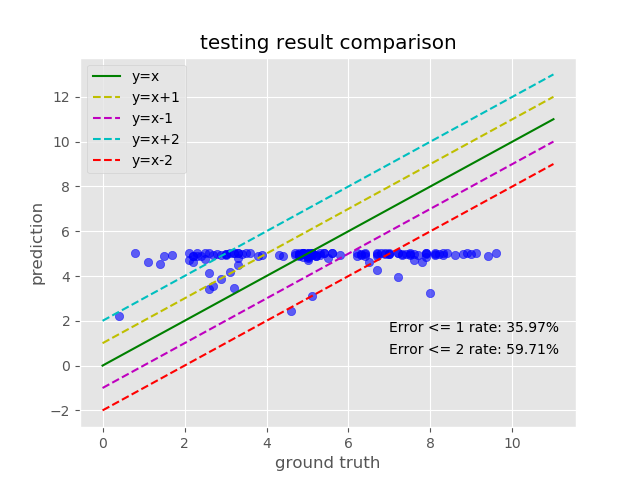 testing result comparison
y=x
y=x+1
y=x-1
y=x+2
y=x-2
12
10
8
6
4
2
0
−2
prediction
Error <= 1 rate: 35.97%
Error <= 2 rate: 59.71%
0 2 4 6 8 10
ground truth